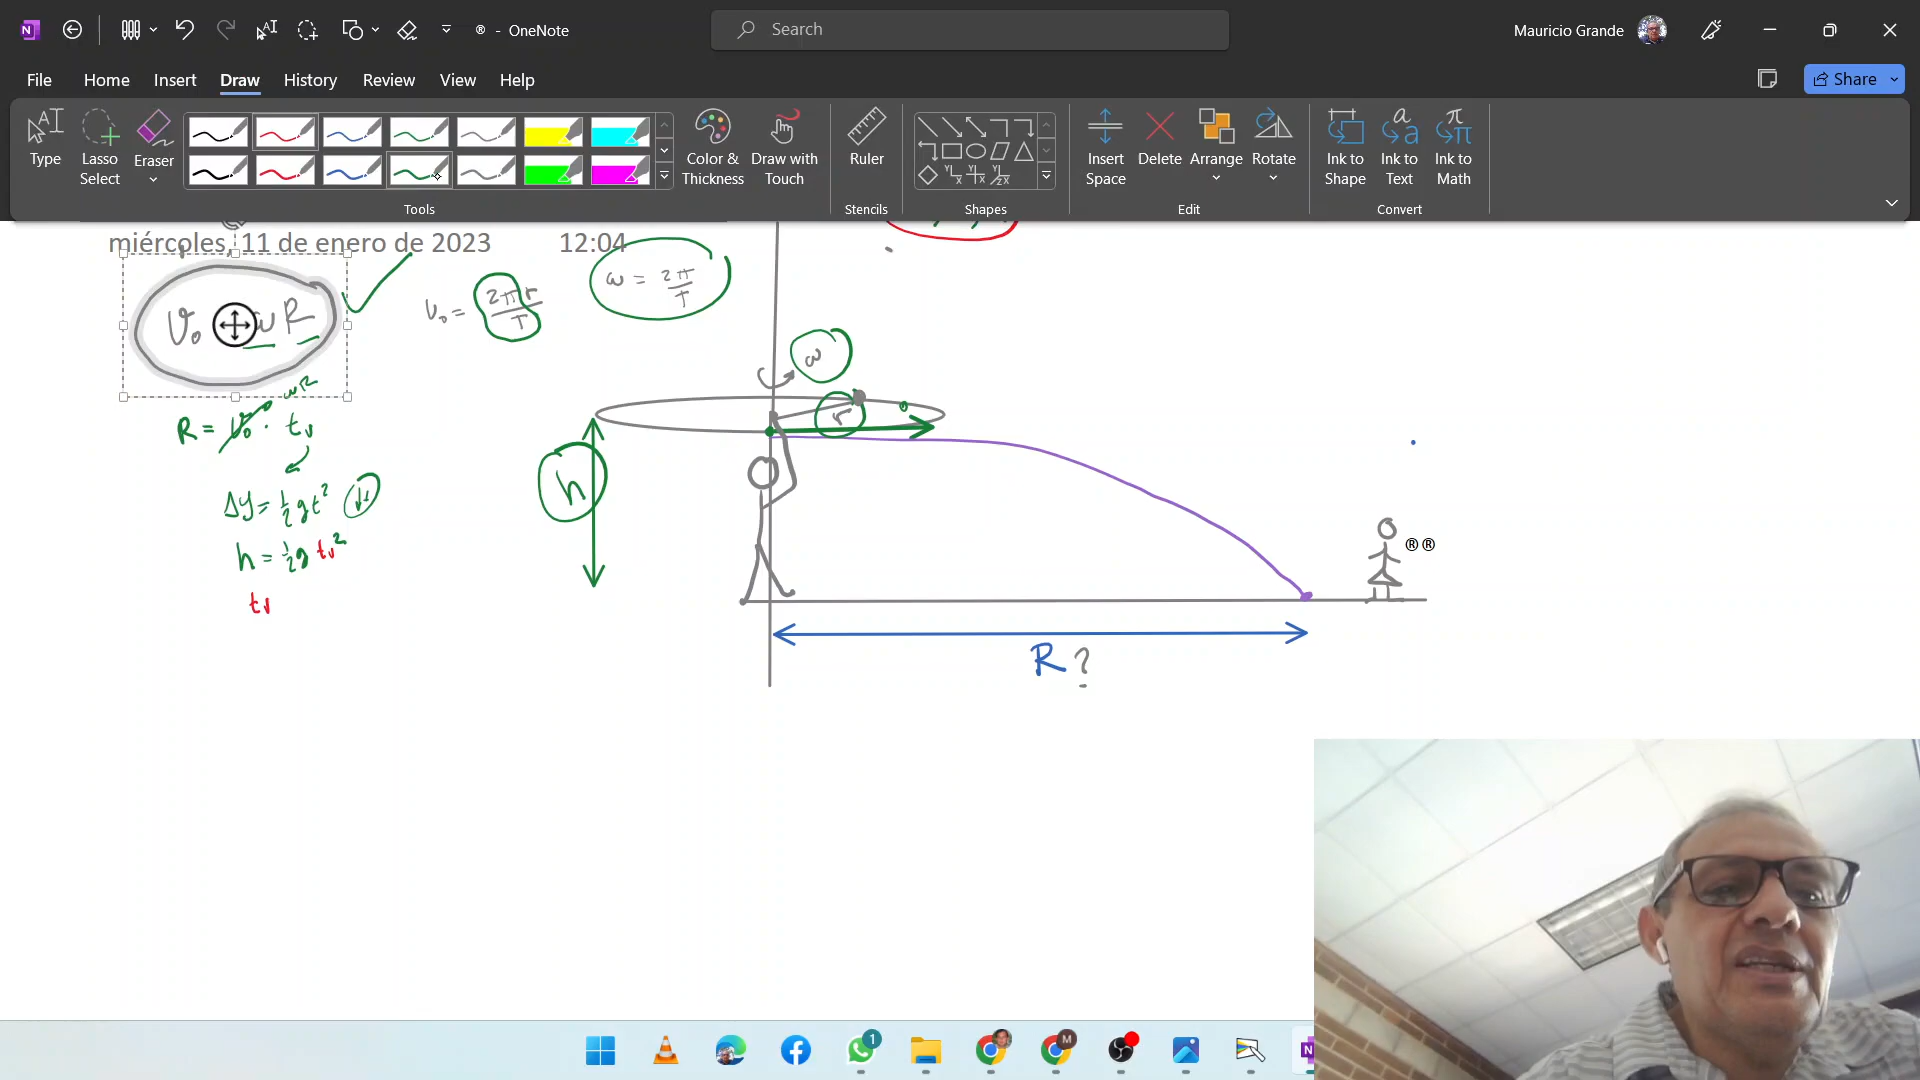 ® - OneNote
Search
Mauricio Grande
File Home Insert Draw History Review View Help
Share
Type
Lasso Select
Eraser
Color & Thickness
Draw with Touch
Ruler
Insert Space
Delete
Arrange
Rotate
Ink to Shape
Ink to Text
Ink to Math
Tools
Stencils
Shapes
Edit
Convert
miércoles, 11 de enero de 2023 12:04
V₀ ω R
V₀ = 2πr/T
ω = 2π/T
ω
r
ωR
R = V₀ · tᵥ
Δy = ½gt² ↓↓
h = ½g tᵥ²
tᵥ
h
®®
R?
1
M